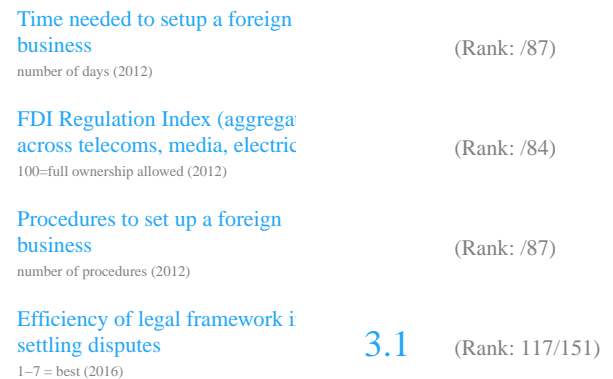 Time needed to setup a foreign
business
(Rank: /87)
number of days (2012)
FDI Regulation Index
across telecoms, media,
(Rank: /84)
100=full ownership allowed (2012)
Procedures to set up a foreign
business
(Rank: /87)
number of procedures (2012)
Efficiency of legal framework
settling disputes
3.1 (Rank: 117/151)
1–7 = best (2016)